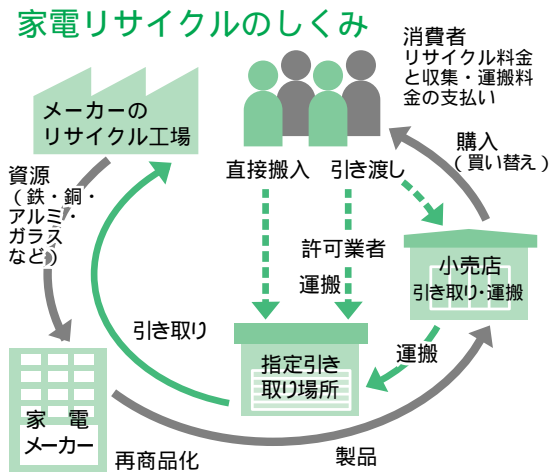 家電リサイクルのしくみ
消費者
リサイクル料金
と収集・運搬料
金の支払い
メーカーの
リサイクル工場
購入
（買い替え）
直接搬入
引き渡し
資源
（鉄・銅・
アルミ・
ガラス
など）
許可業者
運搬
小売店
引き取り・運搬
引き取り
運搬
指定引き
取り場所
家電
メーカー
再商品化
製品